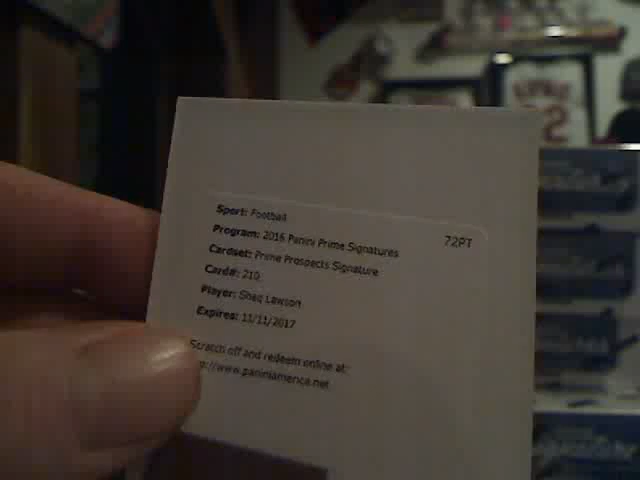 Sport: Football
72PT
Program: 2016 Panini Prime Signatures
Cardset: Prime Prospects Signature
Card#: 210
Player: Shaq Lawson
Expires: 11/11/2017
Scratch off and redeem online at:
://www.paniniamerica.net